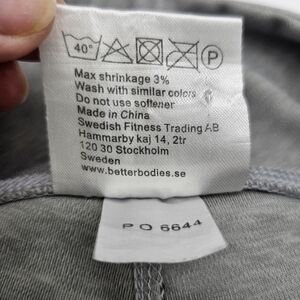 40°
P
Max shrinkage 3%
Wash with similar colors
Do not use softener
Made in China
Swedish Fitness Trading AB
Hammarby kaj 14, 2tr
120 30 Stockholm
Sweden
www.betterbodies.se
P O 6644